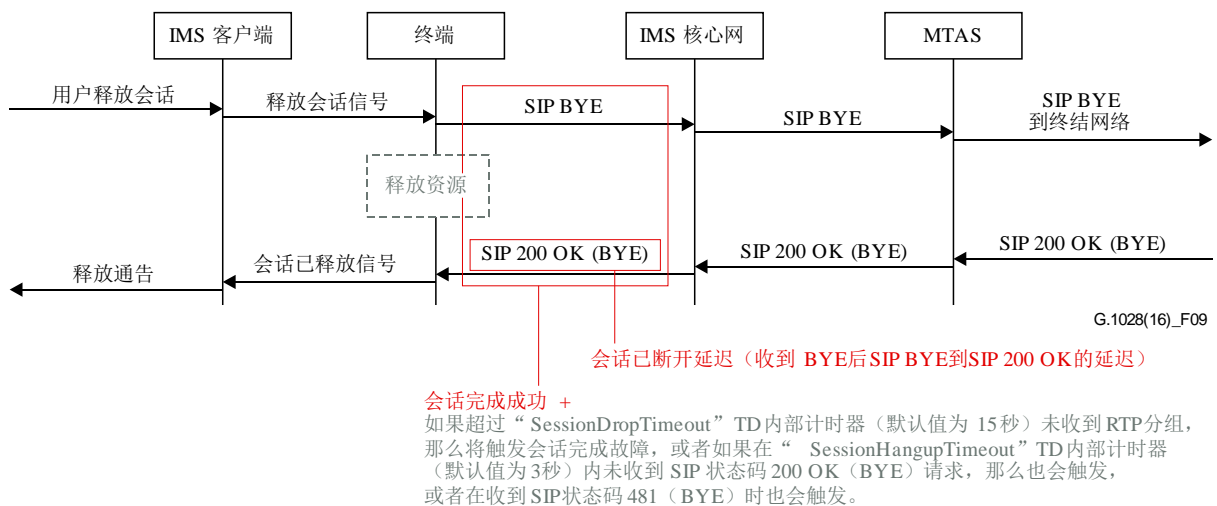 IMS 客户端
终端
IMS 核心网
MTAS
用户释放会话
释放会话信号
SIP BYE
SIP BYE
SIP BYE
到终结网络
释放资源
释放通告
会话已释放信号
SIP 200 OK (BYE)
SIP 200 OK (BYE)
SIP 200 OK (BYE)
G.1028(16)_F09
会话已断开延迟（收到 BYE后SIP BYE到SIP 200 OK的延迟）
会话完成成功 +
如果超过“SessionDropTimeout”TD内部计时器（默认值为 15秒）未收到RTP分组，
那么将触发会话完成故障，或者如果在“ SessionHangupTimeout”TD内部计时器
（默认值为3秒）内未收到 SIP 状态码 200 OK（BYE）请求，那么也会触发，
或者在收到SIP状态码 481（BYE）时也会触发。